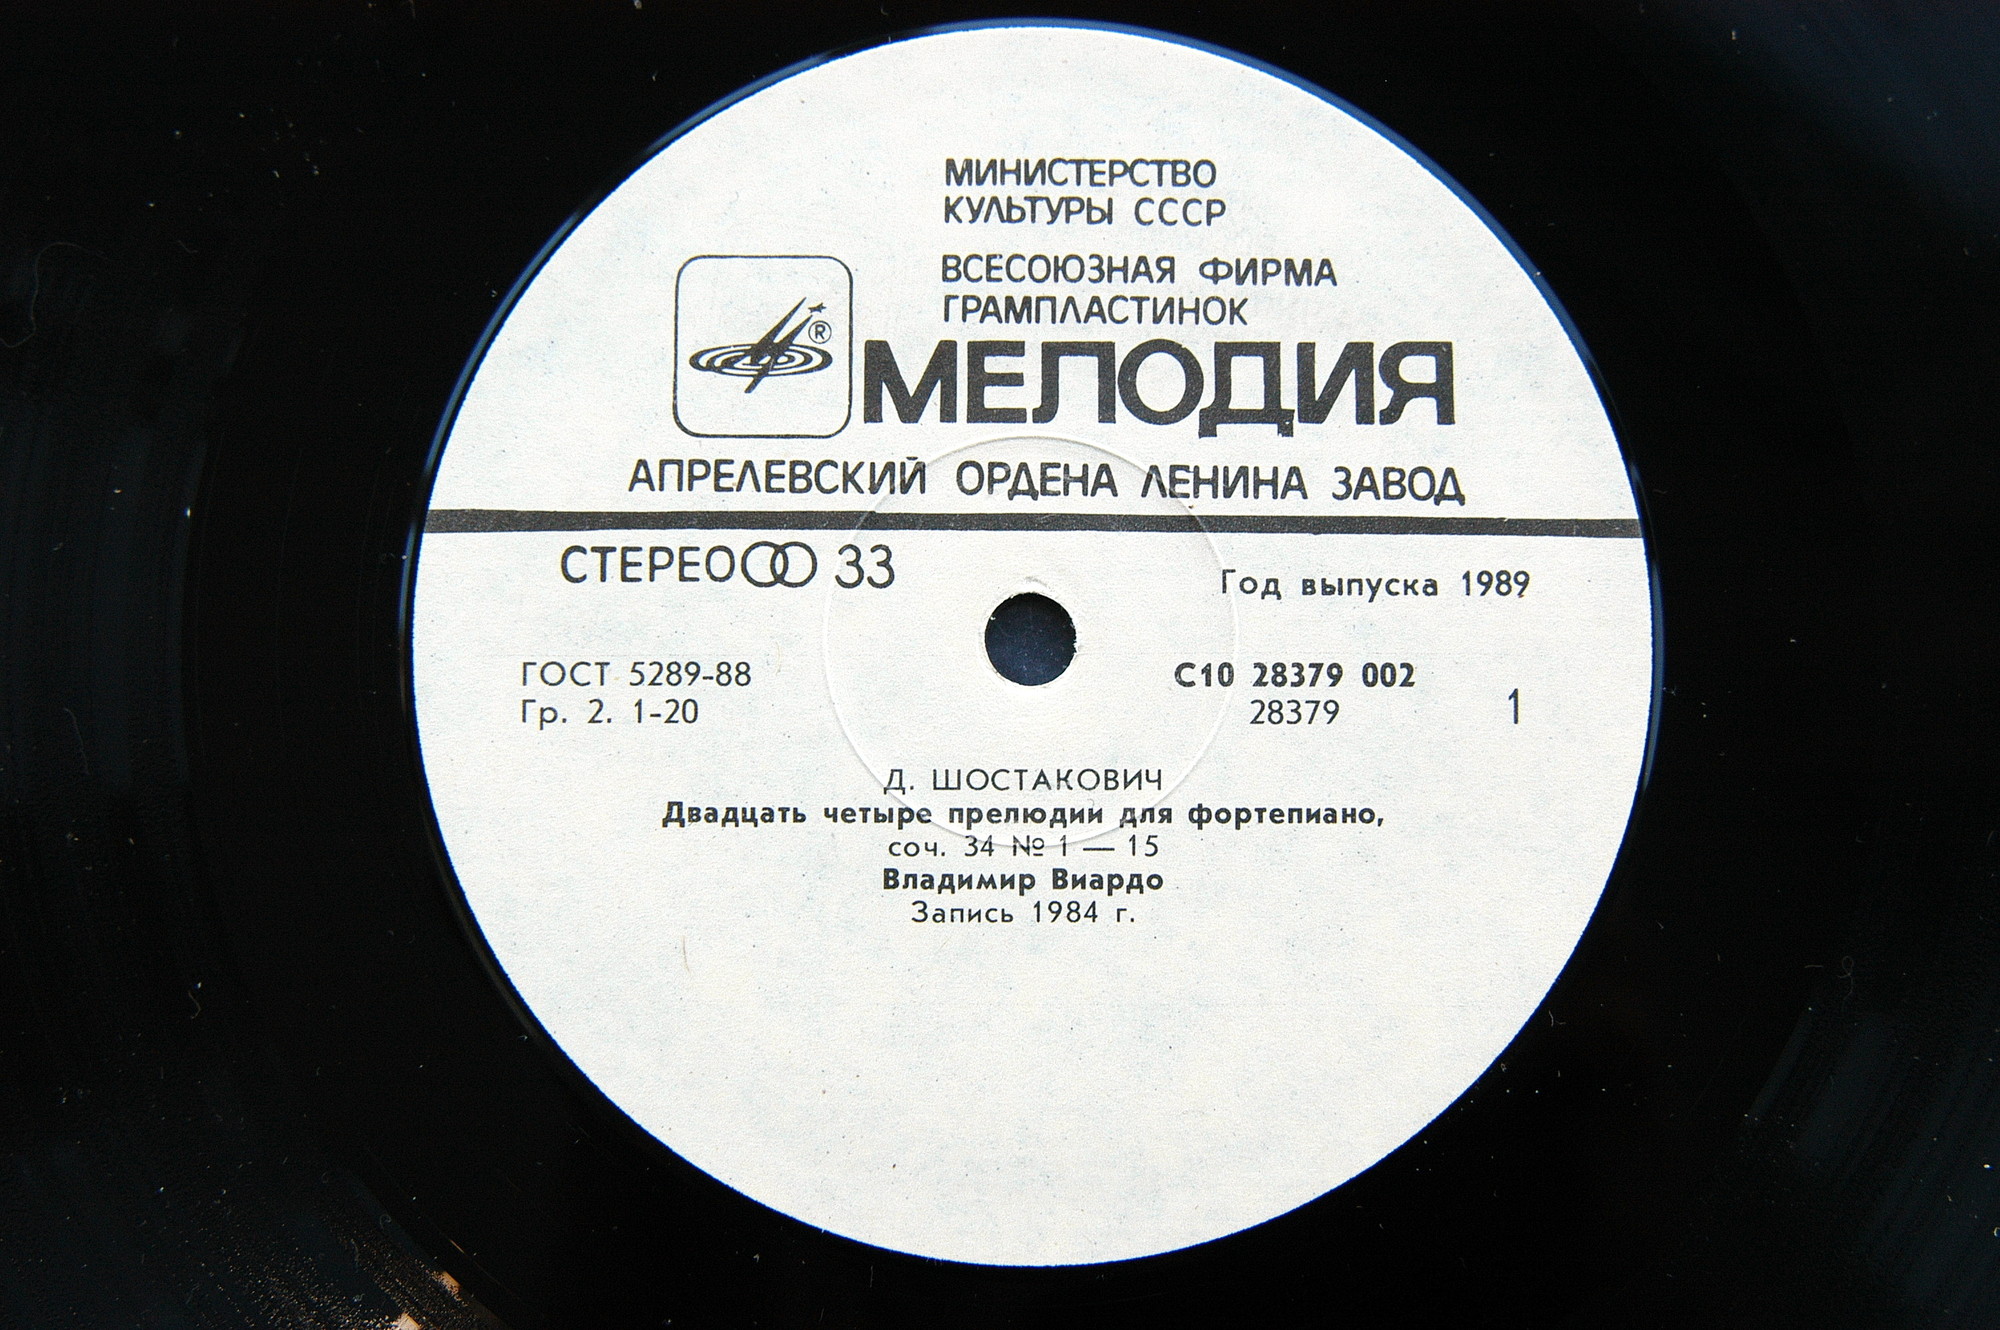 МИНИСТЕРСТВО
КУЛЬТУРЫ СССР
ВСЕСОЮЗНАЯ ФИРМА
ГРАМПЛАСТИНОК
®
МЕЛОДИЯ
АПРЕЛЕВСКИЙ ОРДЕНА ЛЕНИНА ЗАВОД
СТЕРЕО 33
Год выпуска 1989
ГОСТ 5289-88
Гр. 2. 1-20
С10 28379 002
28379
1
Д. ШОСТАКОВИЧ
Двадцать четыре прелюдии для фортепиано,
соч. 34 № 1 — 15
Владимир Виардо
Запись 1984 г.